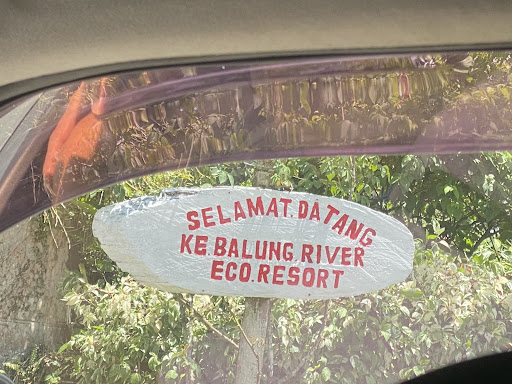 SELAMAT.DATANG
KE.BALUNG.RIVER
ECO.RESORT